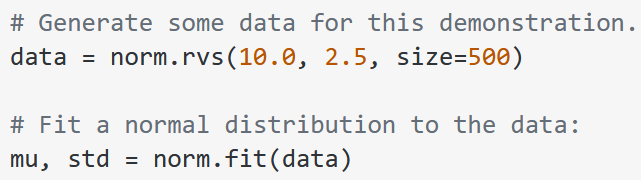 # Generate some data for this demonstration.
data = norm.rvs(10.0, 2.5, size=500)
# Fit a normal distribution to the data:
mu, std = norm.fit(data)